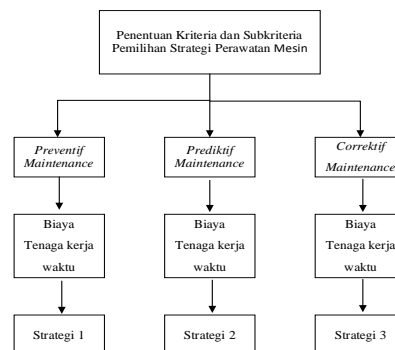 Penentuan Kriteria dan Subkriteria
Pemilihan Strategi Perawatan Mesin
Preventif
Maintenance
Prediktif
Maintenance
Correktif
Maintenance
Biaya
Tenaga kerja
waktu
Biaya
Tenaga kerja
waktu
Biaya
Tenaga kerja
waktu
Strategi 1
Strategi 2
Strategi 3